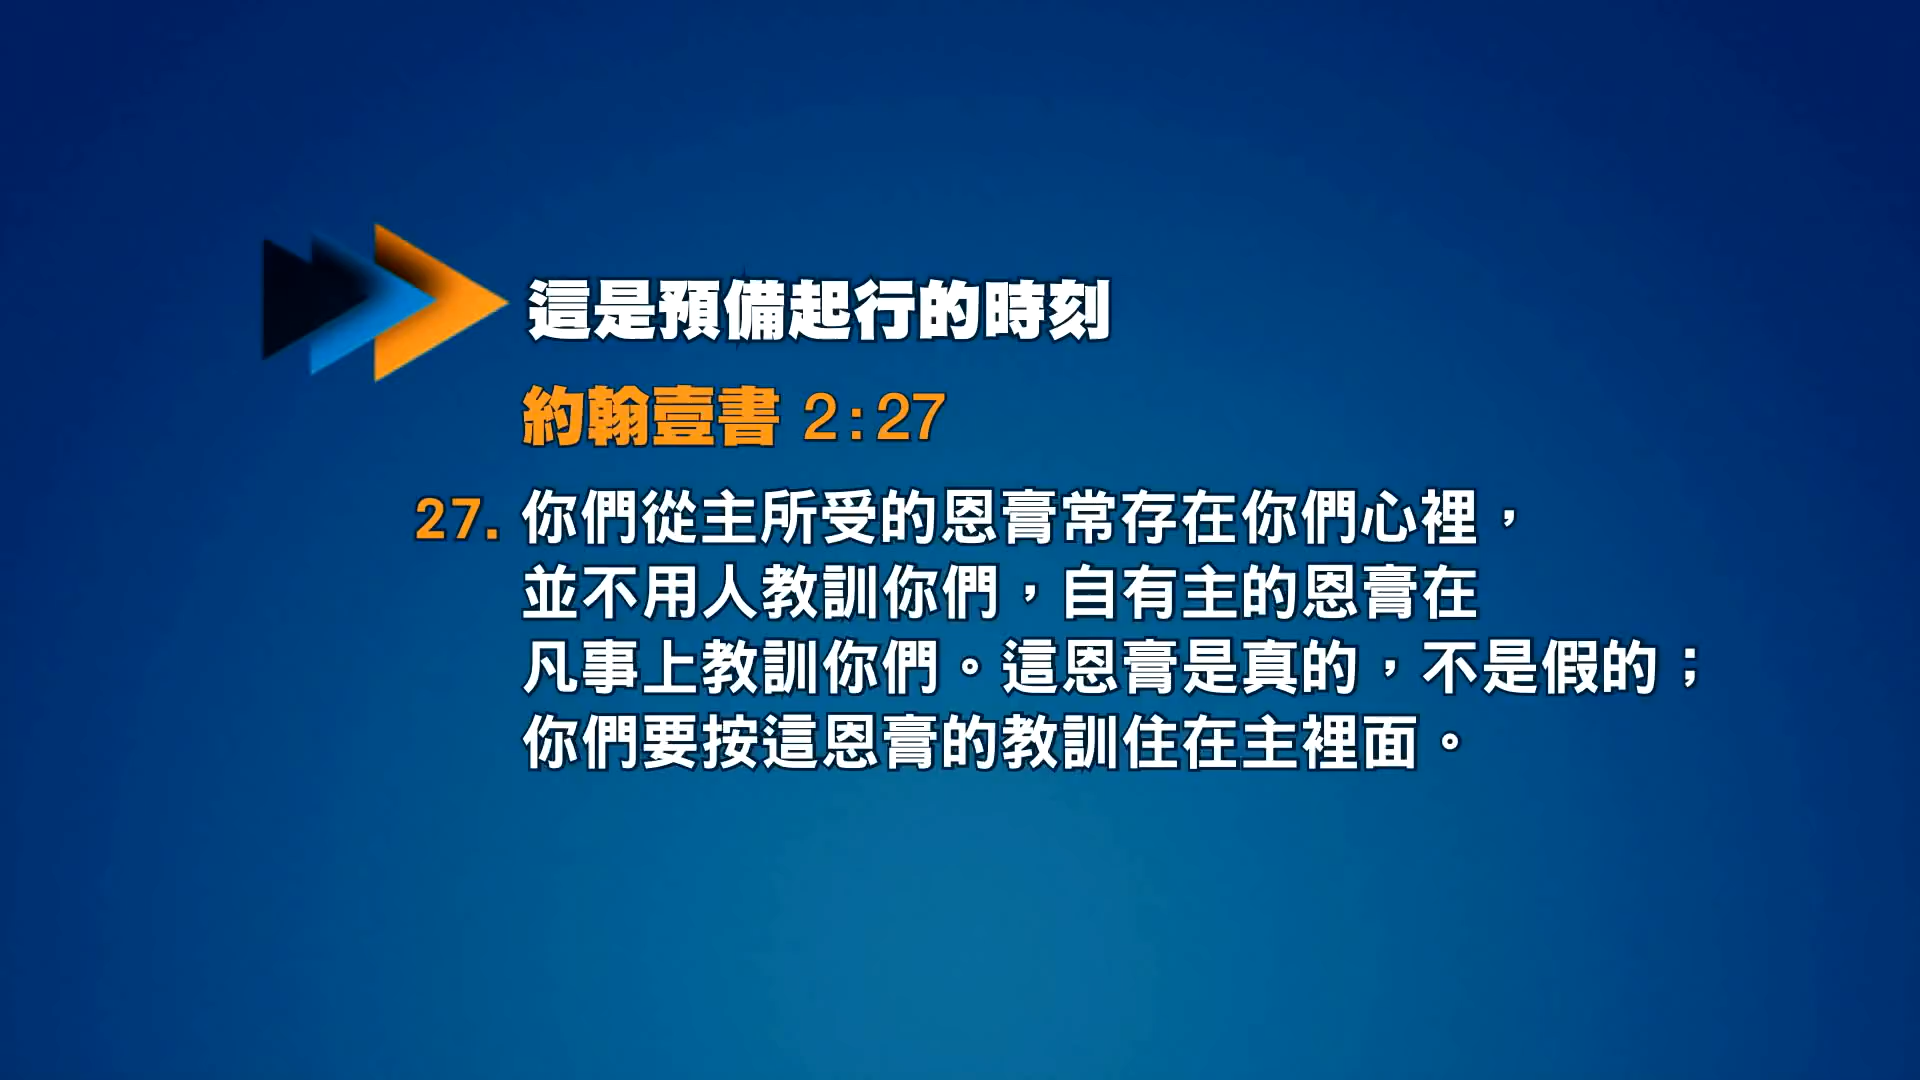 這是預備起行的時刻
約翰壹書 2:27
27. 你們從主所受的恩膏常存在你們心裡，
並不用人教訓你們，自有主的恩膏在
凡事上教訓你們。這恩膏是真的，不是假的；
你們要按這恩膏的教訓住在主裡面。